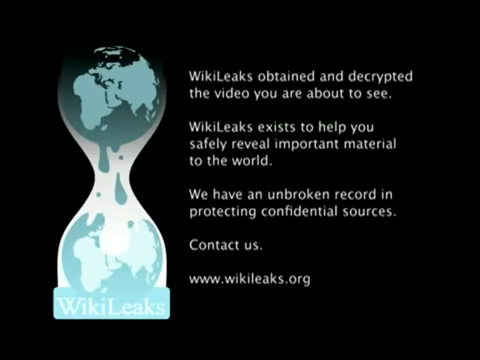 WikiLeaks obtained and decrypted
the video you are about to see.
WikiLeaks exists to help you
safely reveal important material
to the world.
We have an unbroken record in
protecting confidential sources.
Contact us.
www.wikileaks.org
WikiLeaks